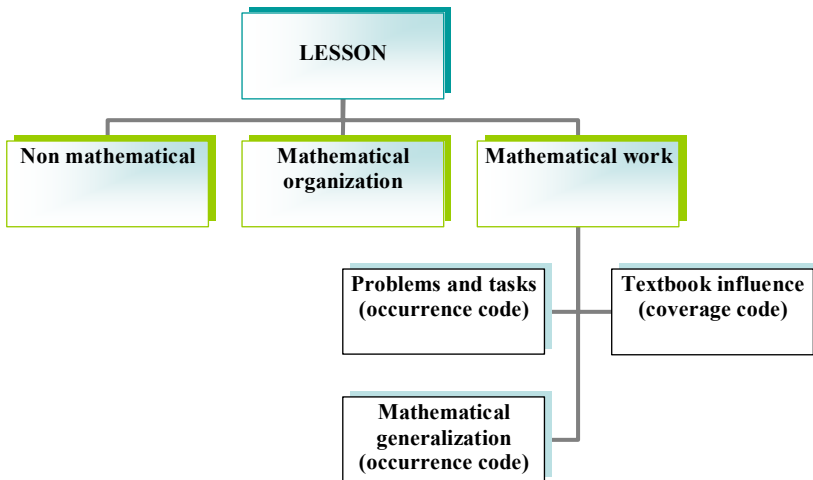 LESSON
Non mathematical
Mathematical
organization
Mathematical work
Problems and tasks
(occurrence code)
Textbook influence
(coverage code)
Mathematical
generalization
(occurrence code)